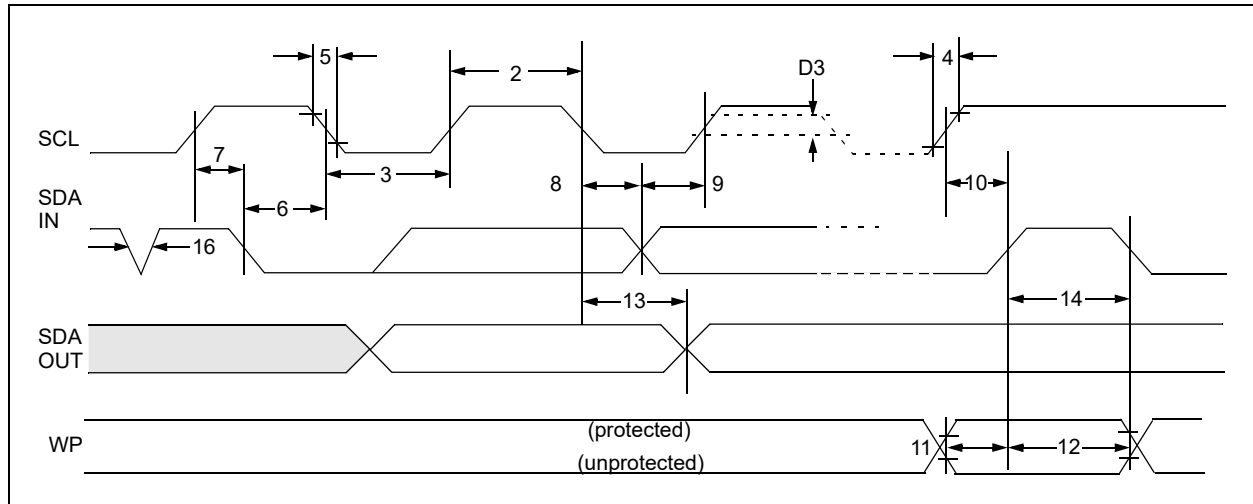 5
2
D3
4
SCL
7
3
8
9
10
SDA
IN
6
16
13
14
SDA
OUT
WP
(protected)
(unprotected)
11
12